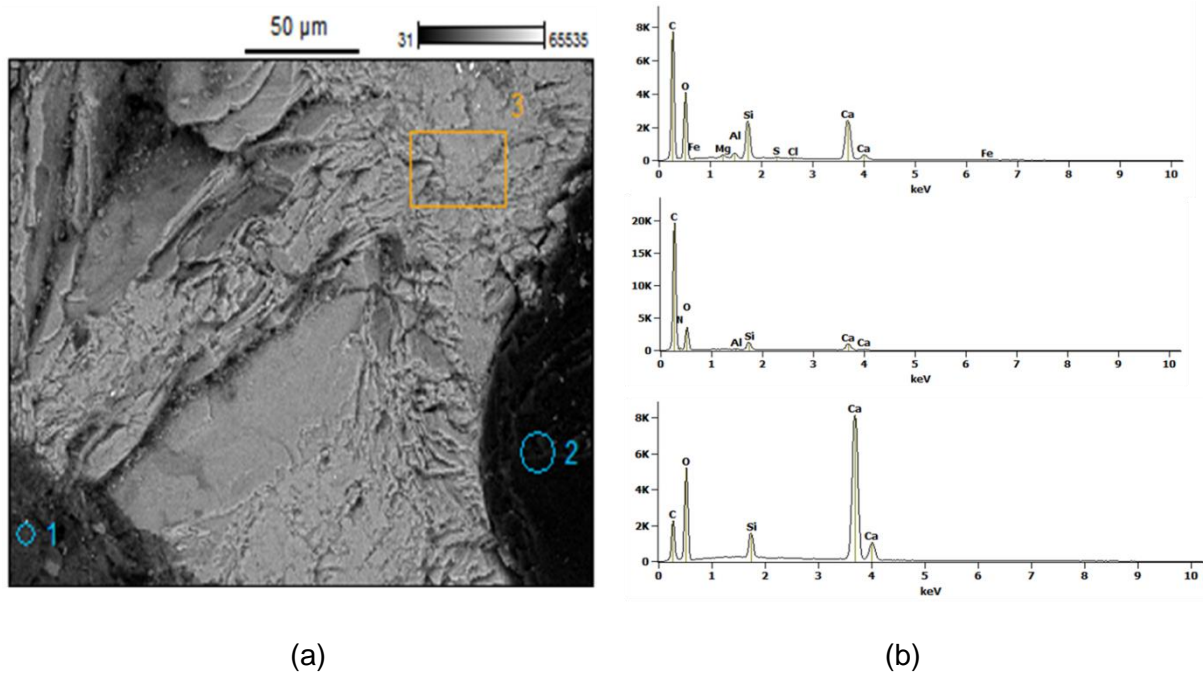 50 µm
31 65535
3
2
1
8K
6K
4K
2K
0
C
O
Fe
Mg
Al
Si
S
Cl
Ca
Ca
Fe
0 1 2 3 4 5 6 7 8 9 10
keV
20K
15K
10K
5K
0
C
N
O
Al
Si
Ca
Ca
0 1 2 3 4 5 6 7 8 9 10
keV
8K
6K
4K
2K
0
C
O
Si
Ca
Ca
0 1 2 3 4 5 6 7 8 9 10
keV
(a) (b)